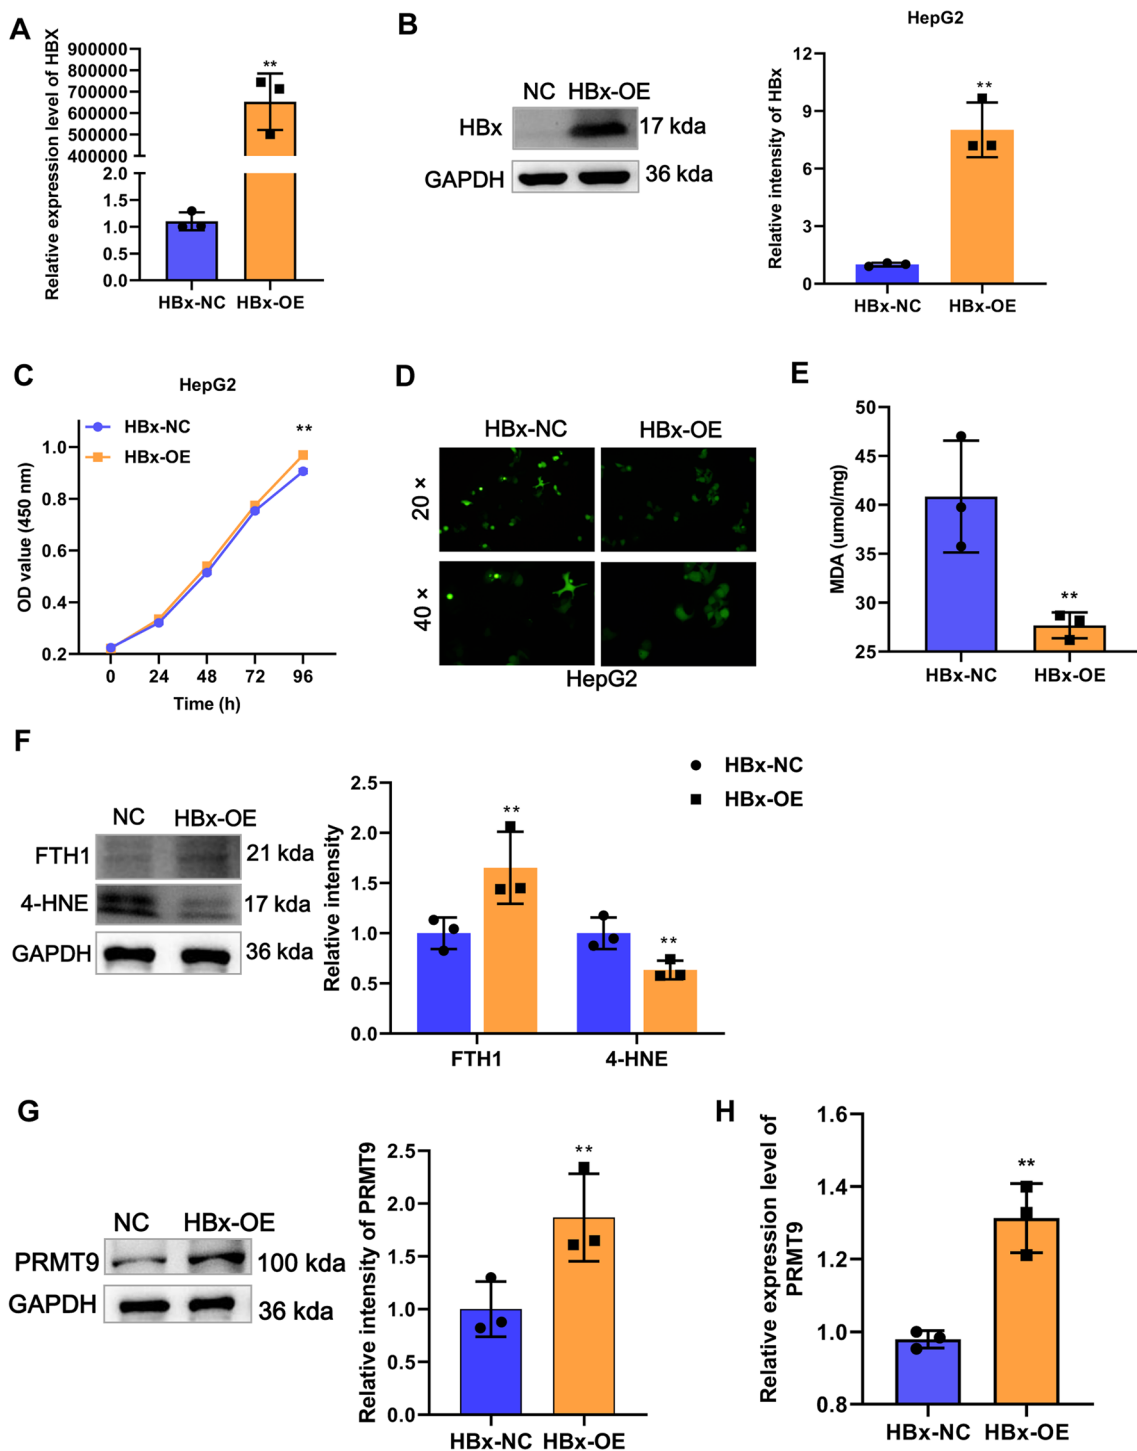 A
Relative expression level of HBX
900000
800000
700000
600000
500000
400000
2.0
1.5
1.0
0.5
0.0
**
HBx-NC HBx-OE
B
NC HBx-OE
HBx 17 kda
GAPDH 36 kda
HepG2
Relative intensity of HBx
12
9
6
3
0
**
HBx-NC HBx-OE
C
HepG2
HBx-NC
HBx-OE
**
OD value (450 nm)
1.0
0.8
0.6
0.4
0.2
0 24 48 72 96
Time (h)
D
HBx-NC HBx-OE
20 ×
40 ×
HepG2
E
MDA (umol/mg)
50
45
40
35
30
25
**
HBx-NC HBx-OE
F
NC HBx-OE
FTH1 21 kda
4-HNE 17 kda
GAPDH 36 kda
HBx-NC
HBx-OE
Relative intensity
2.5
2.0
1.5
1.0
0.5
0.0
**
**
FTH1 4-HNE
G
NC HBx-OE
PRMT9 100 kda
GAPDH 36 kda
Relative intensity of PRMT9
2.5
2.0
1.5
1.0
0.5
0.0
**
HBx-NC HBx-OE
H
Relative expression level of
PRMT9
1.6
1.4
1.2
1.0
0.8
**
HBx-NC HBx-OE